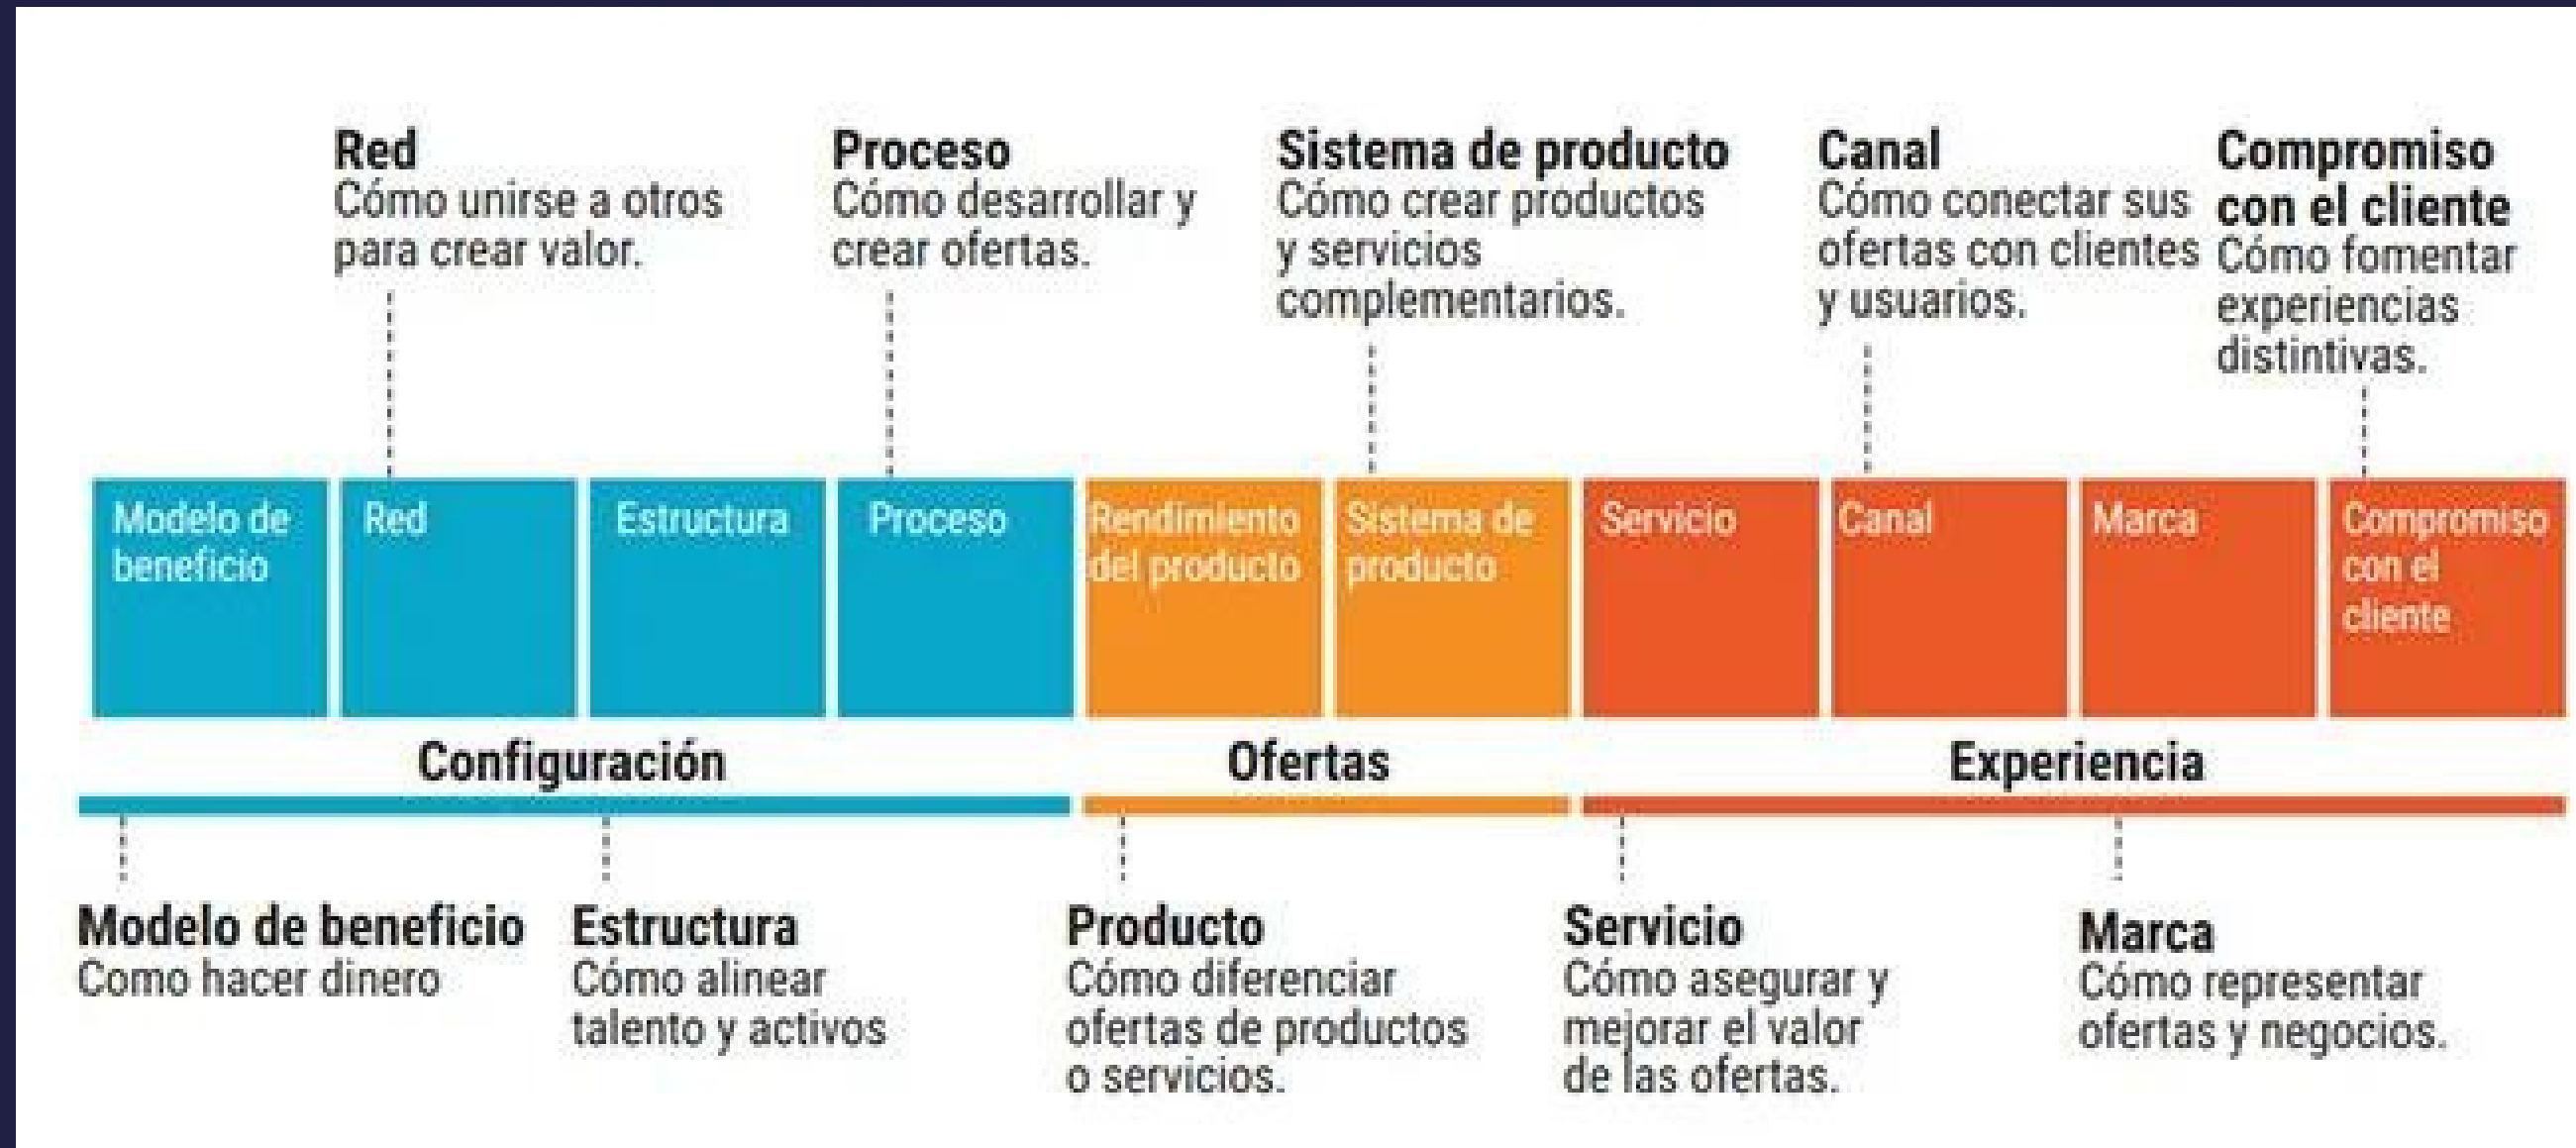 Red
Cómo unirse a otros
para crear valor.
Proceso
Cómo desarrollar y
crear ofertas.
Sistema de producto
Cómo crear productos
y servicios
complementarios.
Canal
Cómo conectar sus
ofertas con clientes
y usuarios.
Compromiso
con el cliente
Cómo fomentar
experiencias
distintivas.
Modelo de
beneficio
Red
Estructura
Proceso
Rendimiento
del producto
Sistema de
producto
Servicio
Canal
Marca
Compromiso
con el
cliente
Configuración
Ofertas
Experiencia
Modelo de beneficio
Como hacer dinero
Estructura
Cómo alinear
talento y activos
Producto
Cómo diferenciar
ofertas de productos
o servicios.
Servicio
Cómo asegurar y
mejorar el valor
de las ofertas.
Marca
Cómo representar
ofertas y negocios.